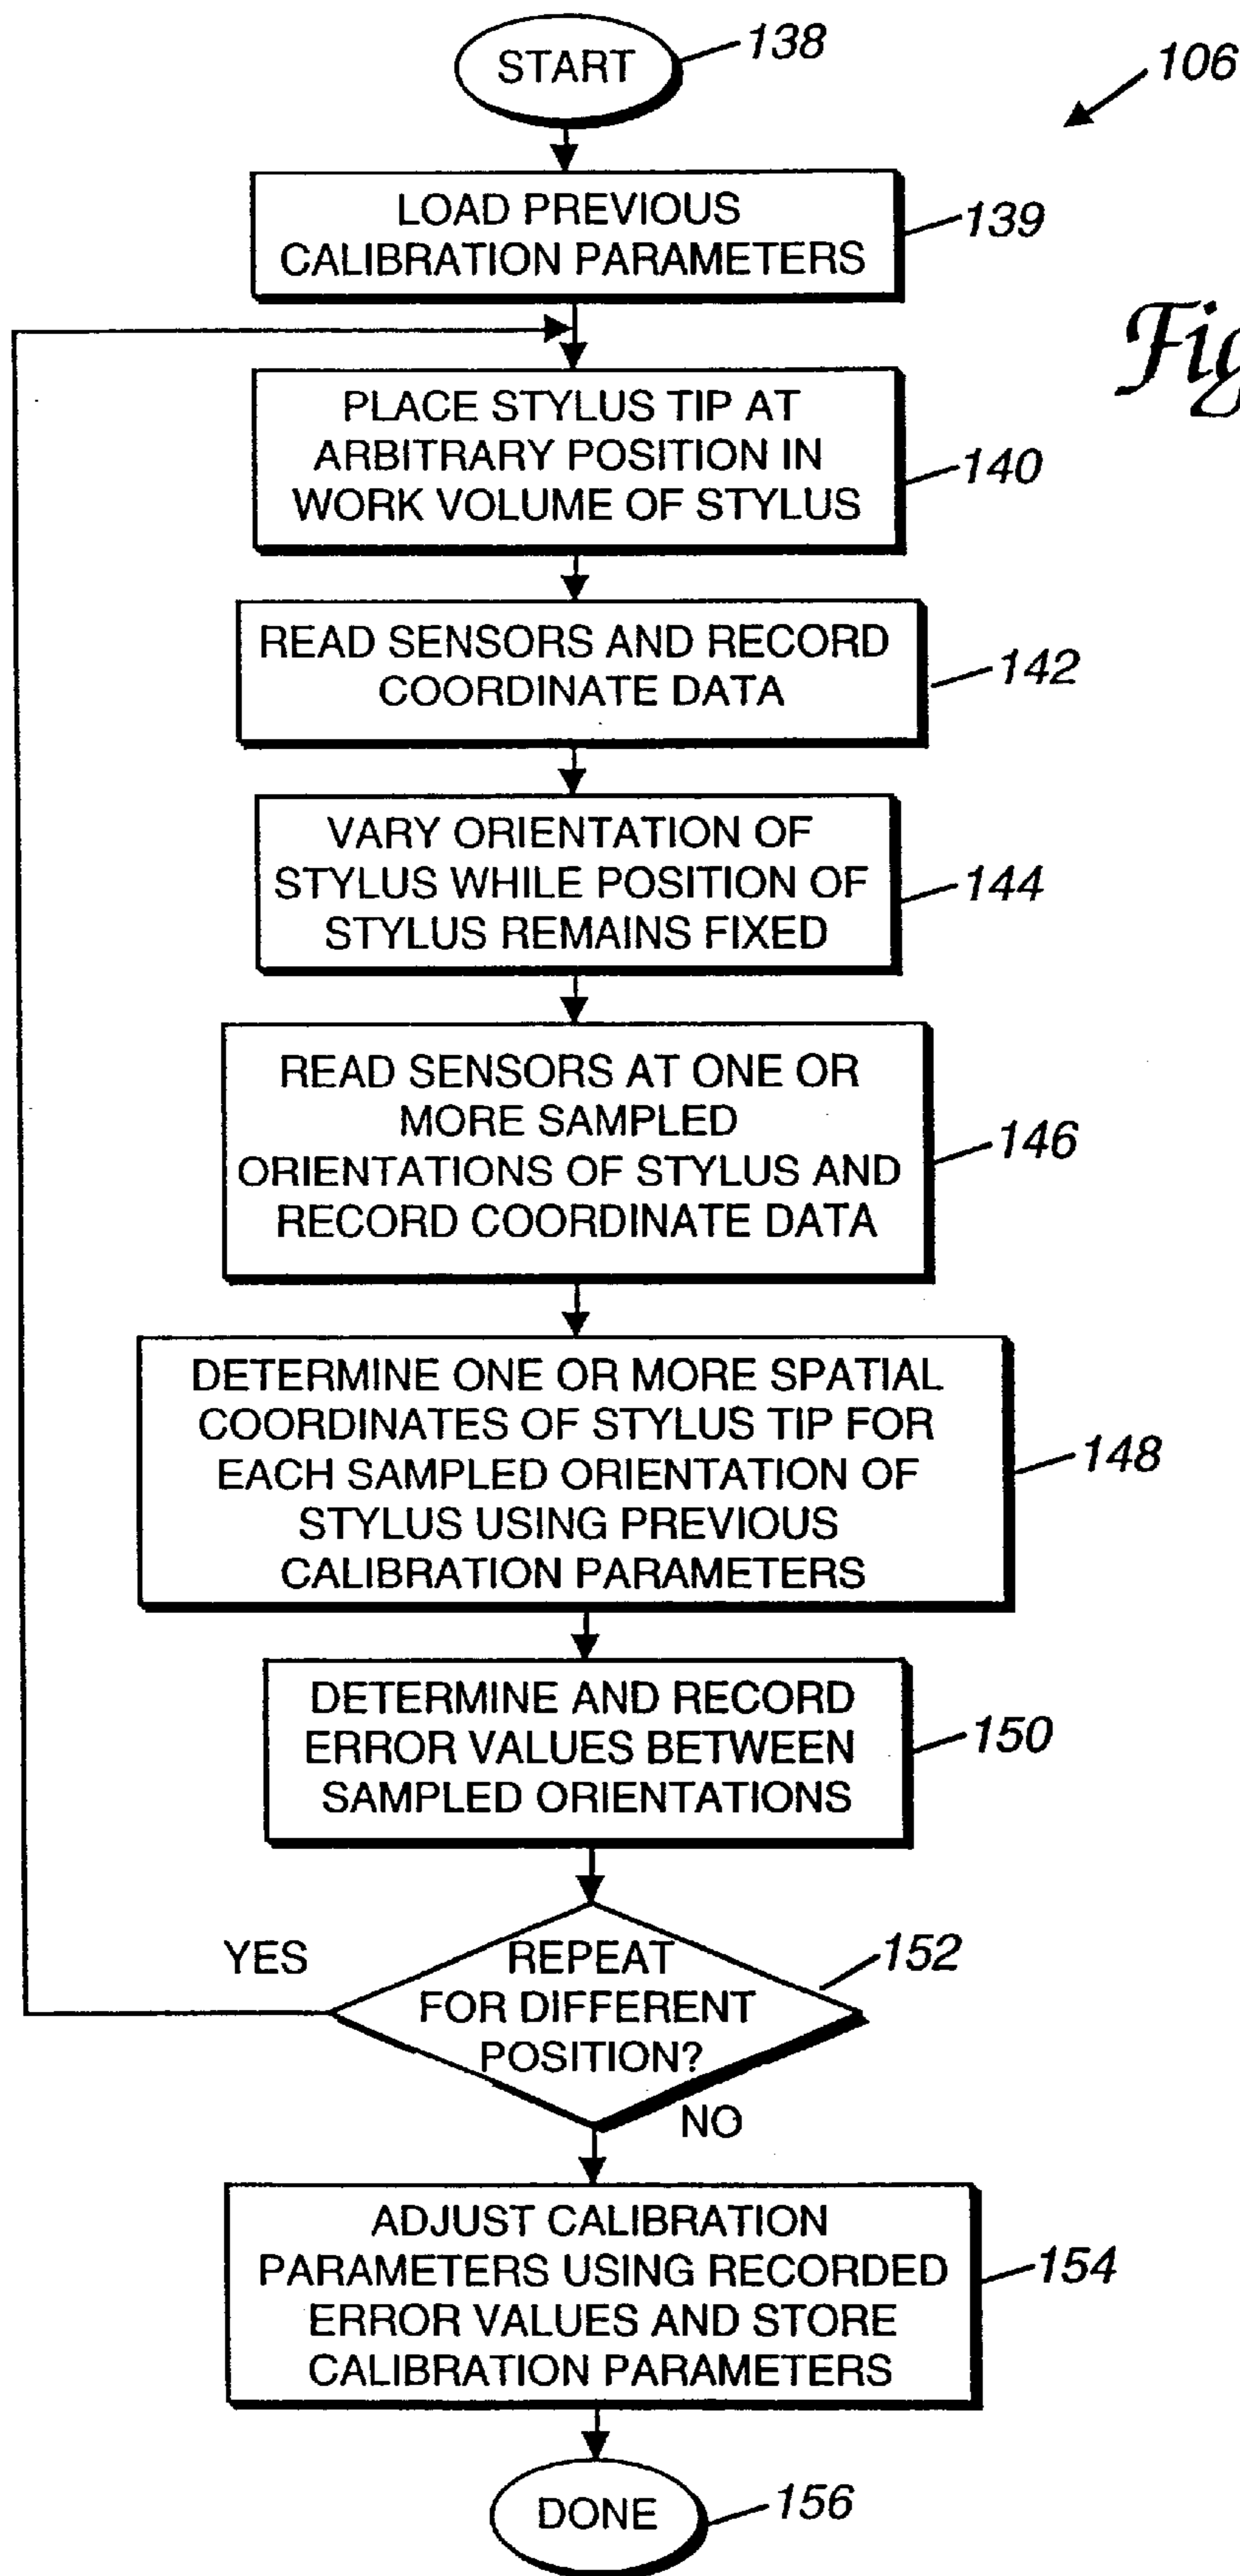 START
138
106
LOAD PREVIOUS
CALIBRATION PARAMETERS
139
Fig
PLACE STYLUS TIP AT
ARBITRARY POSITION IN
WORK VOLUME OF STYLUS
140
READ SENSORS AND RECORD
COORDINATE DATA
142
VARY ORIENTATION OF
STYLUS WHILE POSITION OF
STYLUS REMAINS FIXED
144
READ SENSORS AT ONE OR
MORE SAMPLED
ORIENTATIONS OF STYLUS AND
RECORD COORDINATE DATA
146
DETERMINE ONE OR MORE SPATIAL
COORDINATES OF STYLUS TIP FOR
EACH SAMPLED ORIENTATION OF
STYLUS USING PREVIOUS
CALIBRATION PARAMETERS
148
DETERMINE AND RECORD
ERROR VALUES BETWEEN
SAMPLED ORIENTATIONS
150
YES
REPEAT
FOR DIFFERENT
POSITION?
152
NO
ADJUST CALIBRATION
PARAMETERS USING RECORDED
ERROR VALUES AND STORE
CALIBRATION PARAMETERS
154
DONE
156